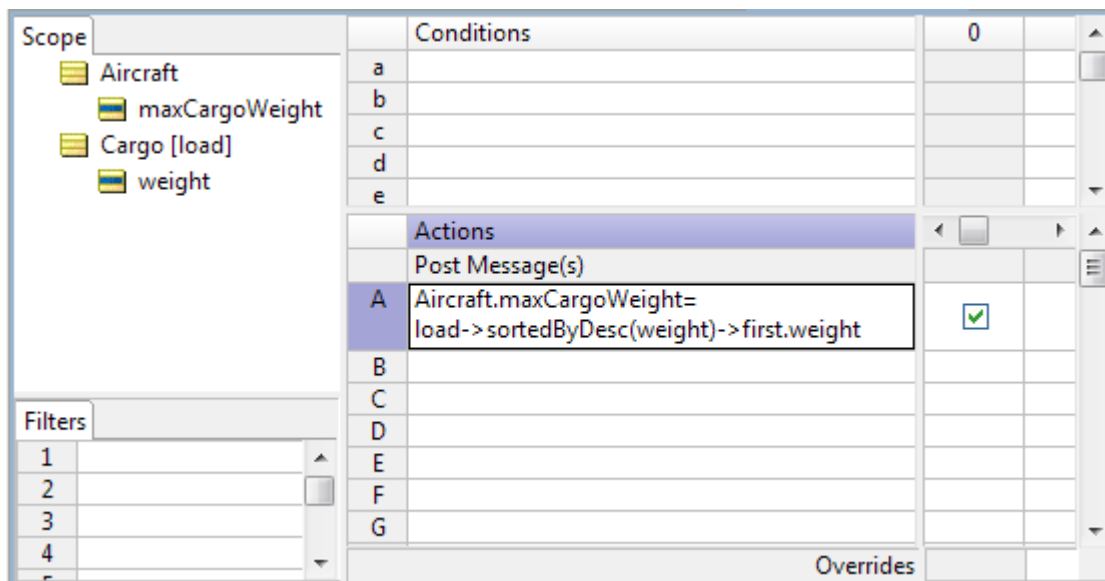 Scope
Aircraft
maxCargoWeight
Cargo [load]
weight
Filters
1
2
3
4
Conditions
0
a
b
c
d
e
Actions
Post Message(s)
A
Aircraft.maxCargoWeight=
load->sortedByDesc(weight)->first.weight
B
C
D
E
F
G
Overrides